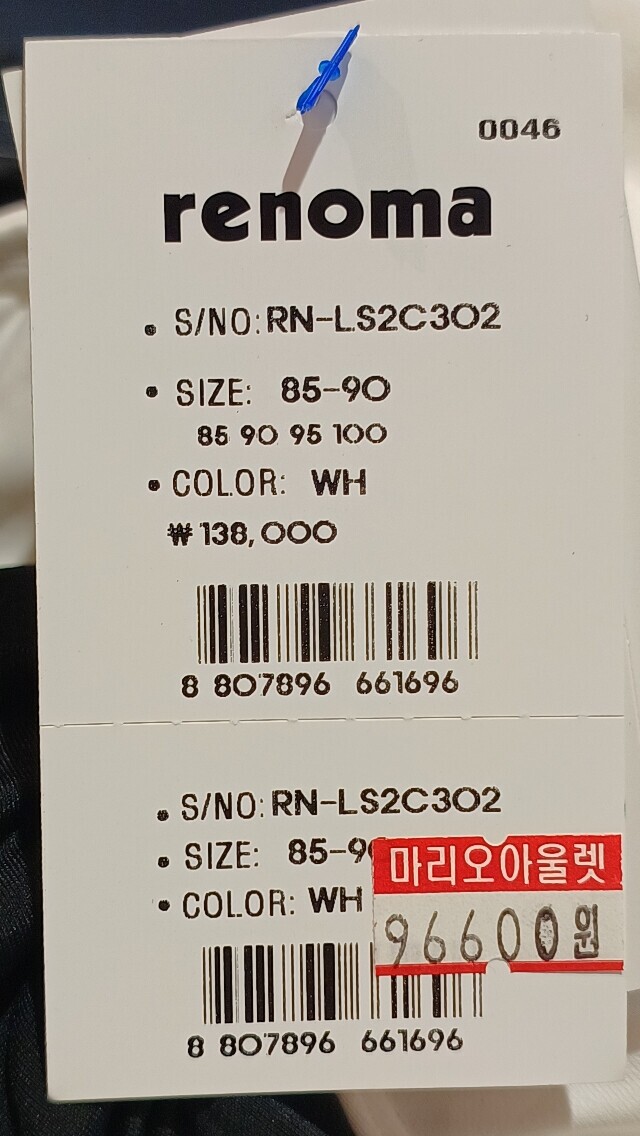 0046
renoma
• S/NO: RN-LS2C302
• SIZE: 85-90
85 90 95 100
• COLOR: WH
₩138,000
8 807896 661696
• S/NO: RN-LS2C302
• SIZE: 85-9
마리오아울렛
• COLOR: WH
96600원
8 807896 661696